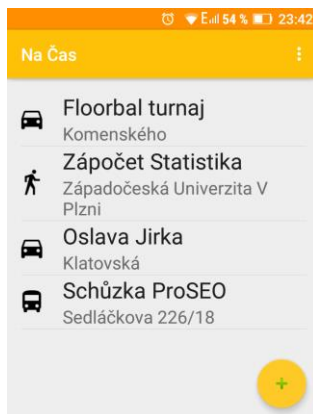 E 54 % 23:42
Na Čas
Floorbal turnaj
Komenského
Zápočet Statistika
Západočeská Univerzita V
Plzni
Oslava Jirka
Klatovská
Schůzka ProSEO
Sedláčkova 226/18
+